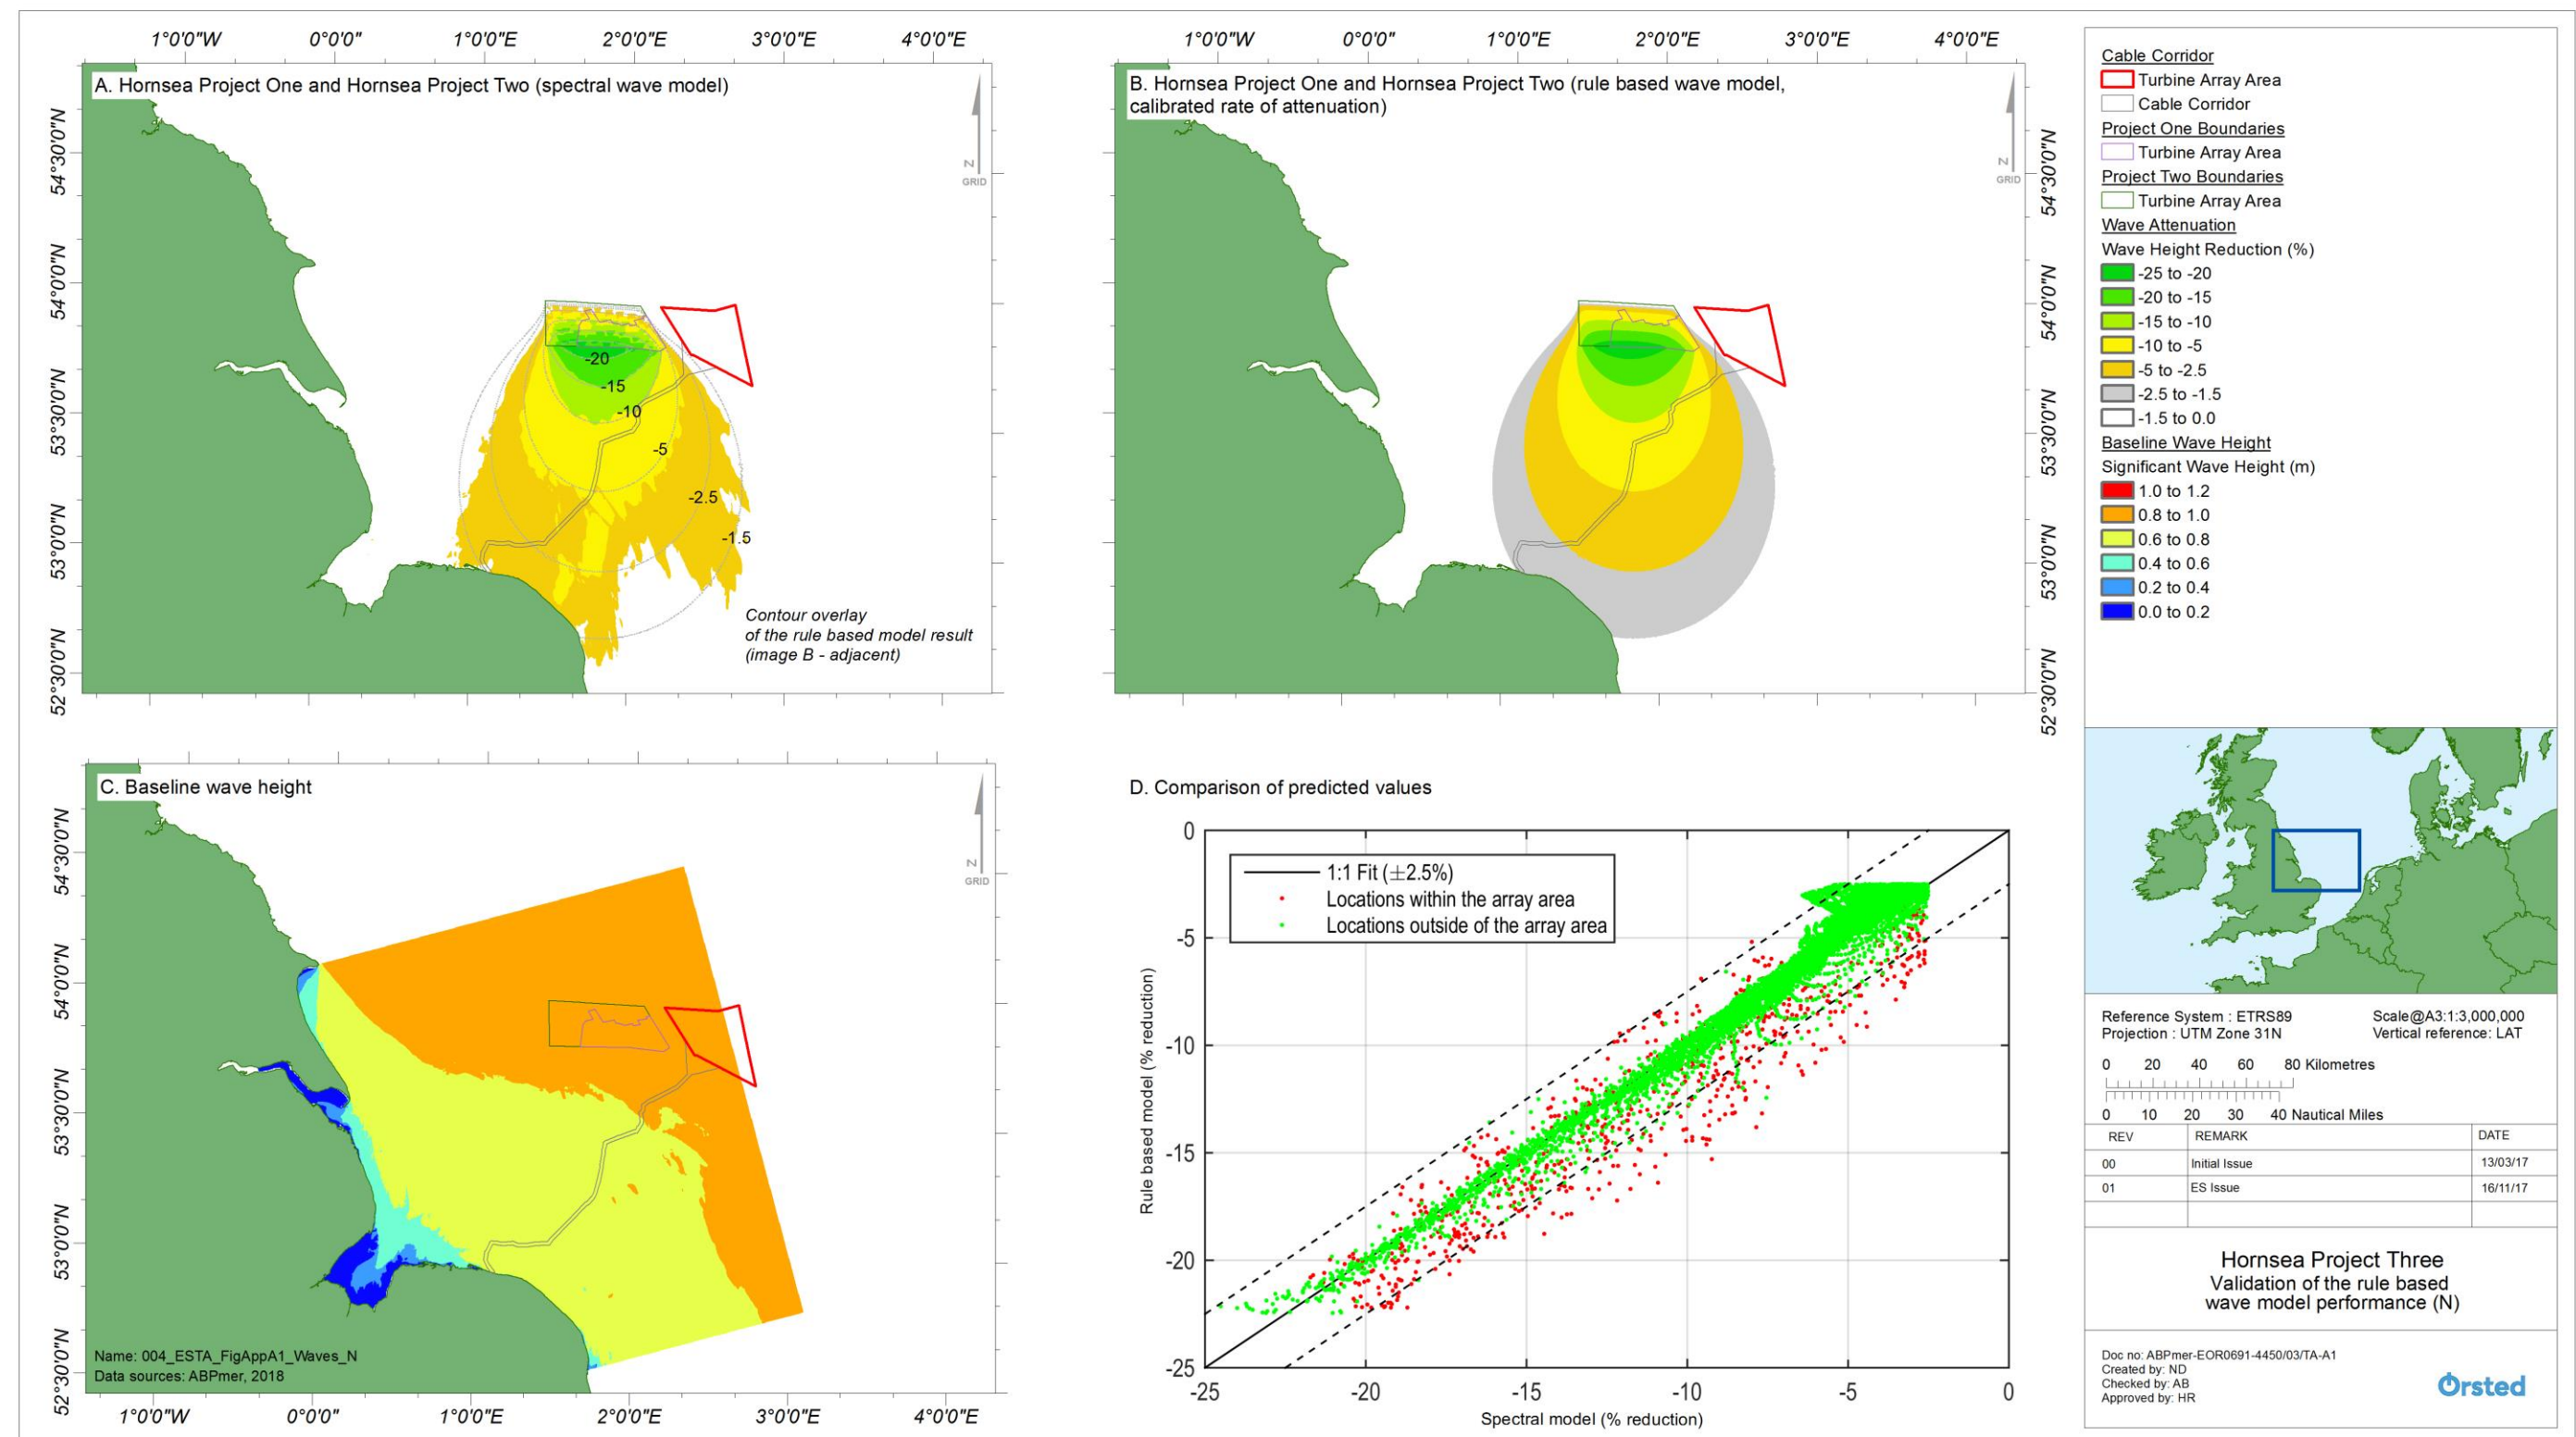 1°0'0"W 0°0'0" 1°0'0"E 2°0'0"E 3°0'0"E 4°0'0"E
A. Hornsea Project One and Hornsea Project Two (spectral wave model)
54°30'0"N
54°0'0"N
53°30'0"N
53°0'0"N
52°30'0"N
N
GRID
-20
-15
-10
-5
-2.5
-1.5
Contour overlay
of the rule based model result
(image B - adjacent)
1°0'0"W 0°0'0" 1°0'0"E 2°0'0"E 3°0'0"E 4°0'0"E
B. Hornsea Project One and Hornsea Project Two (rule based wave model,
calibrated rate of attenuation)
N
GRID
54°30'0"N
54°0'0"N
53°30'0"N
53°0'0"N
52°30'0"N
C. Baseline wave height
54°30'0"N
54°0'0"N
53°30'0"N
53°0'0"N
52°30'0"N
N
GRID
Name: 004_ESTA_FigAppA1_Waves_N
Data sources: ABPmer, 2018
1°0'0"W 0°0'0" 1°0'0"E 2°0'0"E 3°0'0"E 4°0'0"E
D. Comparison of predicted values
1:1 Fit (±2.5%)
Locations within the array area
Locations outside of the array area
Rule based model (% reduction)
0
-5
-10
-15
-20
-25
-25 -20 -15 -10 -5 0
Spectral model (% reduction)
Cable Corridor
Turbine Array Area
Cable Corridor
Project One Boundaries
Turbine Array Area
Project Two Boundaries
Turbine Array Area
Wave Attenuation
Wave Height Reduction (%)
-25 to -20
-20 to -15
-15 to -10
-10 to -5
-5 to -2.5
-2.5 to -1.5
-1.5 to 0.0
Baseline Wave Height
Significant Wave Height (m)
1.0 to 1.2
0.8 to 1.0
0.6 to 0.8
0.4 to 0.6
0.2 to 0.4
0.0 to 0.2
Reference System : ETRS89 Scale@A3:1:3,000,000
Projection : UTM Zone 31N Vertical reference: LAT
0 20 40 60 80 Kilometres
0 10 20 30 40 Nautical Miles
REV REMARK DATE
00 Initial Issue 13/03/17
01 ES Issue 16/11/17
Hornsea Project Three
Validation of the rule based
wave model performance (N)
Doc no: ABPmer-EOR0691-4450/03/TA-A1
Created by: ND
Checked by: AB
Approved by: HR
Ørsted